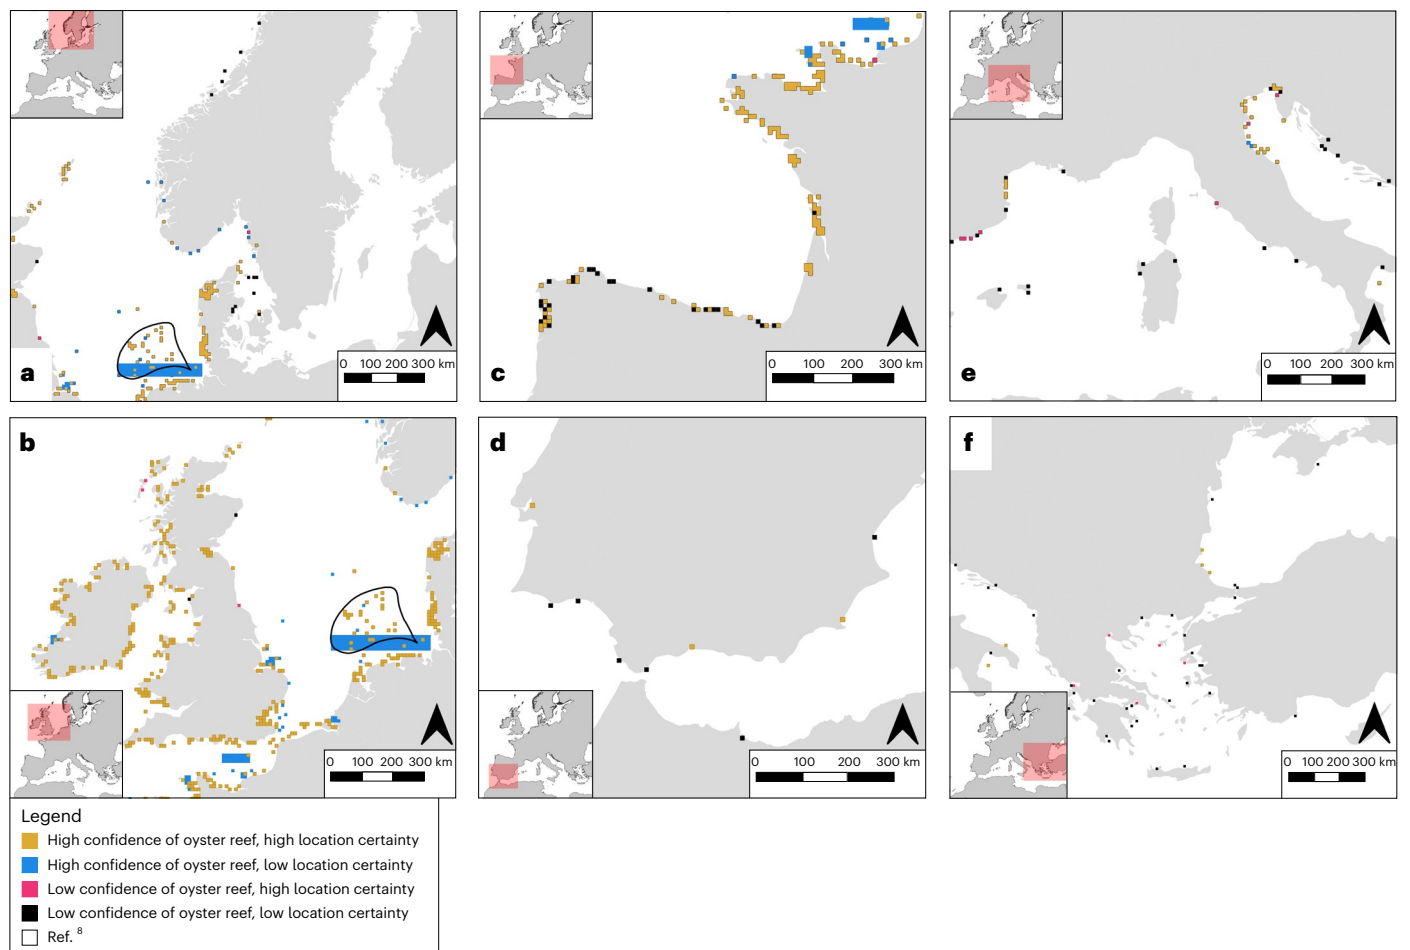 a
0 100 200 300 km
c
0 100 200 300 km
e
0 100 200 300 km
b
0 100 200 300 km
d
0 100 200 300 km
f
0 100 200 300 km
Legend
High confidence of oyster reef, high location certainty
High confidence of oyster reef, low location certainty
Low confidence of oyster reef, high location certainty
Low confidence of oyster reef, low location certainty
Ref. 8